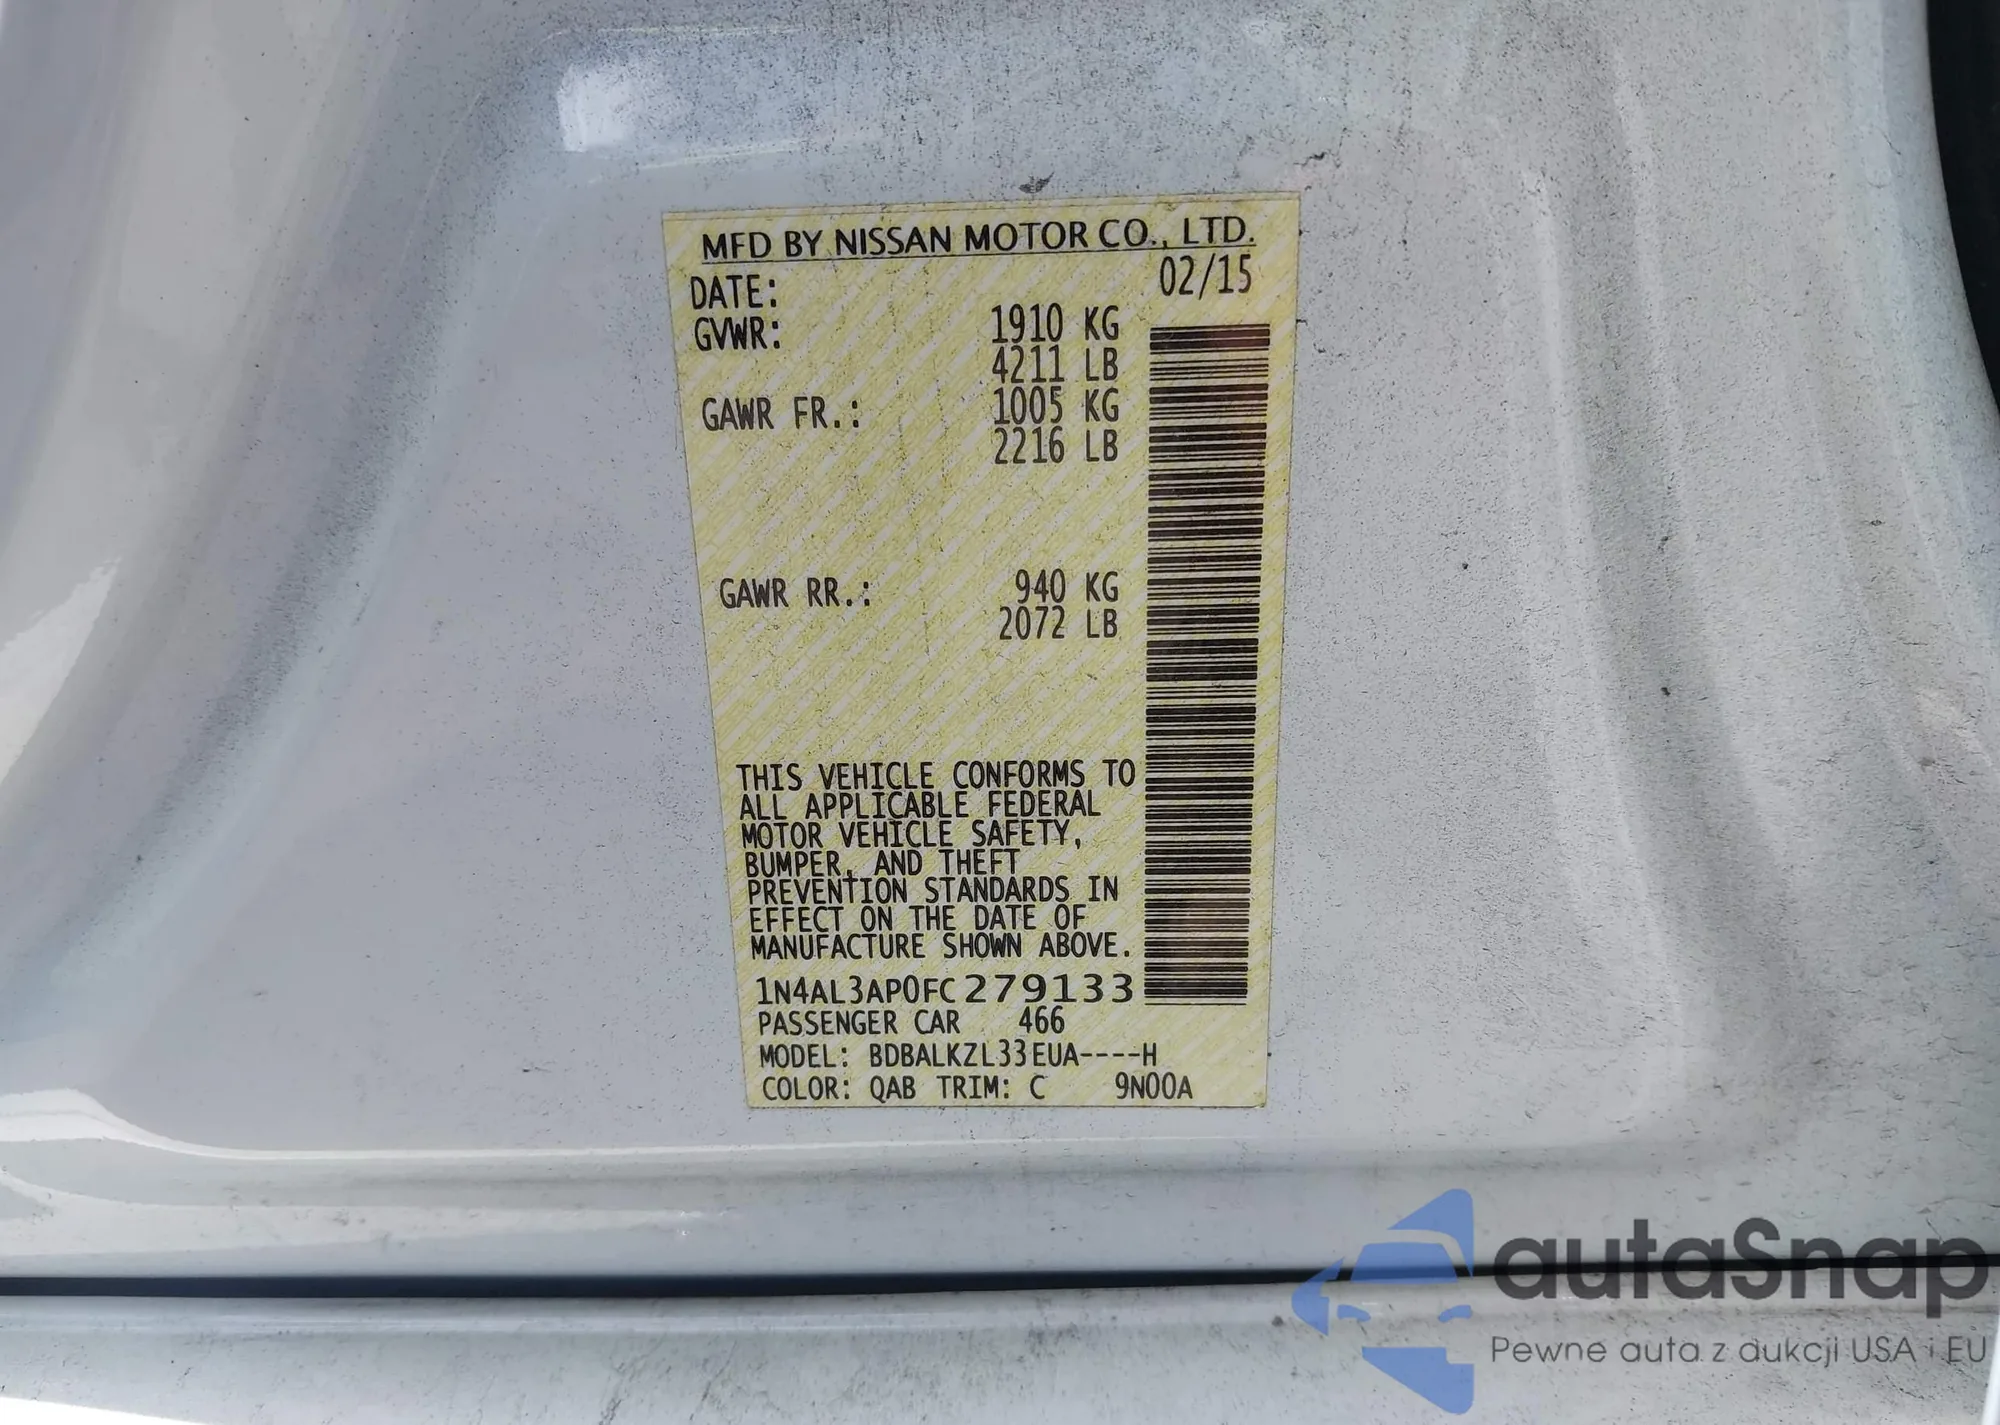 MFD BY NISSAN MOTOR CO., LTD.
DATE: 02/15
GVWR: 1910 KG
4211 LB
GAWR FR.: 1005 KG
2216 LB
GAWR RR.: 940 KG
2072 LB
THIS VEHICLE CONFORMS TO
ALL APPLICABLE FEDERAL
MOTOR VEHICLE SAFETY,
BUMPER, AND THEFT
PREVENTION STANDARDS IN
EFFECT ON THE DATE OF
MANUFACTURE SHOWN ABOVE.
1N4AL3AP0FC279133
PASSENGER CAR 466
MODEL: BDBALKZL33EUA----H
COLOR: QAB TRIM: C 9N00A
autaSnap
Pewne auta z aukcji USA i EU